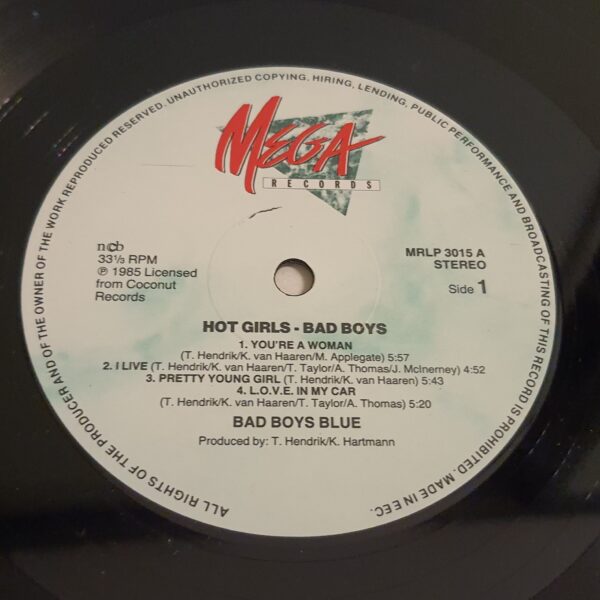 ALL RIGHTS OF THE PRODUCER AND OF THE OWNER OF THE WORK REPRODUCED RESERVED. UNAUTHORIZED COPYING, HIRING, LENDING, PUBLIC PERFORMANCE AND BROADCASTING OF THIS RECORD IS PROHIBITED. MADE IN EEC.
MEGA
RECORDS
ncb
33⅓ RPM
℗ 1985 Licensed
from Coconut
Records
MRLP 3015 A
STEREO
Side 1
HOT GIRLS - BAD BOYS
1. YOU'RE A WOMAN
(T. Hendrik/K. van Haaren/M. Applegate) 5:57
2. I LIVE (T. Hendrik/K. van Haaren/T. Taylor/A. Thomas/J. McInerney) 4:52
3. PRETTY YOUNG GIRL (T. Hendrik/K. van Haaren) 5:43
4. L.O.V.E. IN MY CAR
(T. Hendrik/K. van Haaren/T. Taylor/A. Thomas) 5:20
BAD BOYS BLUE
Produced by: T. Hendrik/K. Hartmann